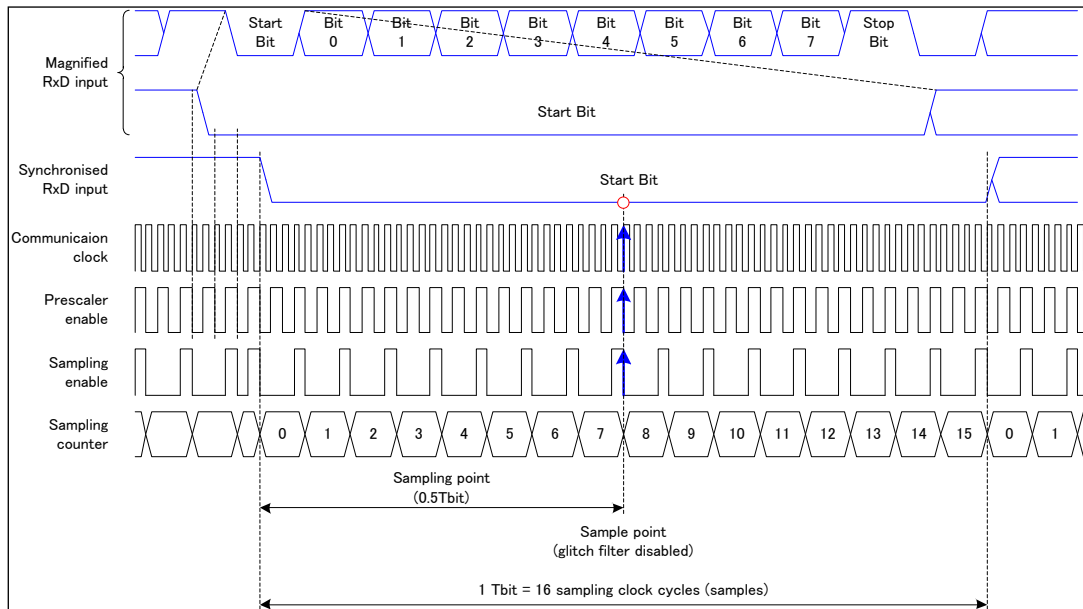 Magnified
RxD input
Start
Bit
Bit
0
Bit
1
Bit
2
Bit
3
Bit
4
Bit
5
Bit
6
Bit
7
Stop
Bit
Start Bit
Synchronised
RxD input
Start Bit
Communicaion
clock
Prescaler
enable
Sampling
enable
Sampling
counter
0 1 2 3 4 5 6 7 8 9 10 11 12 13 14 15 0 1
Sampling point
(0.5Tbit)
Sample point
(glitch filter disabled)
1 Tbit = 16 sampling clock cycles (samples)